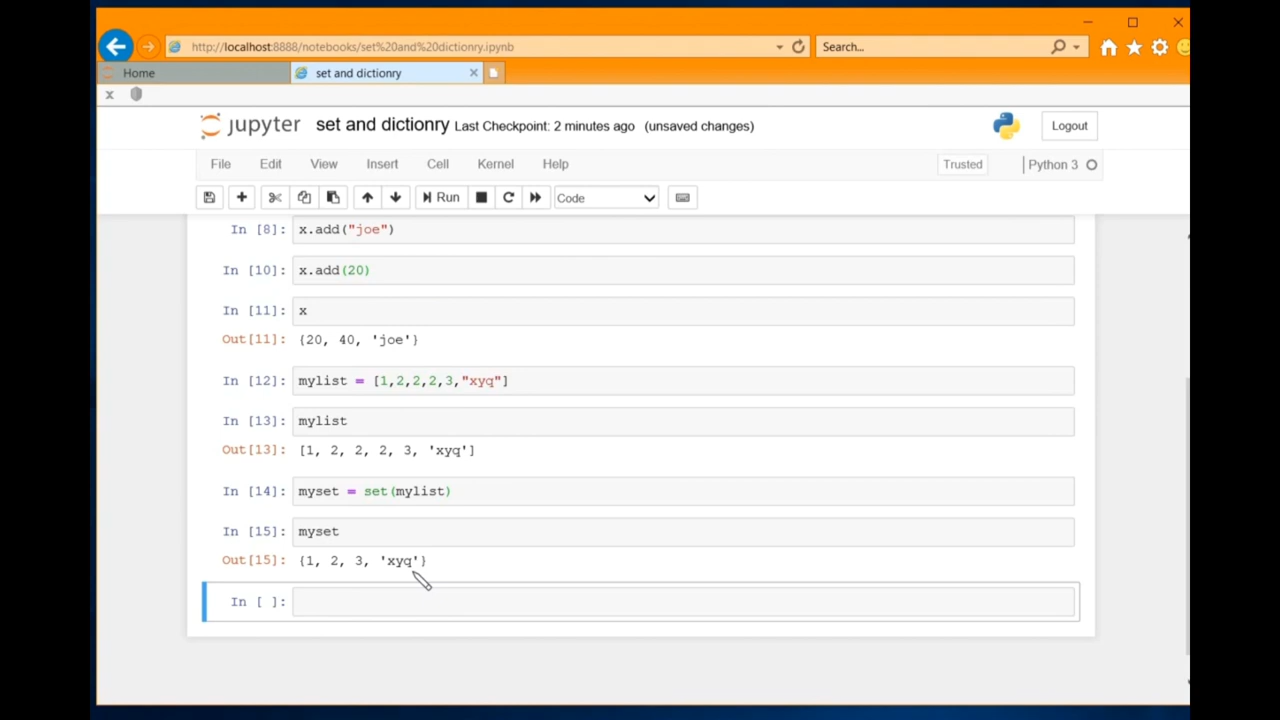 http://localhost:8888/notebooks/set%20and%20dictionry.ipynb
Search...
Home
set and dictionry
x
jupyter set and dictionry Last Checkpoint: 2 minutes ago (unsaved changes)
Logout
File Edit View Insert Cell Kernel Help
Trusted
Python 3
Run
Code
In [8]: x.add("joe")
In [10]: x.add(20)
In [11]: x
Out[11]: {20, 40, 'joe'}
In [12]: mylist = [1,2,2,2,3,"xyq"]
In [13]: mylist
Out[13]: [1, 2, 2, 2, 3, 'xyq']
In [14]: myset = set(mylist)
In [15]: myset
Out[15]: {1, 2, 3, 'xyq'}
In [ ]: